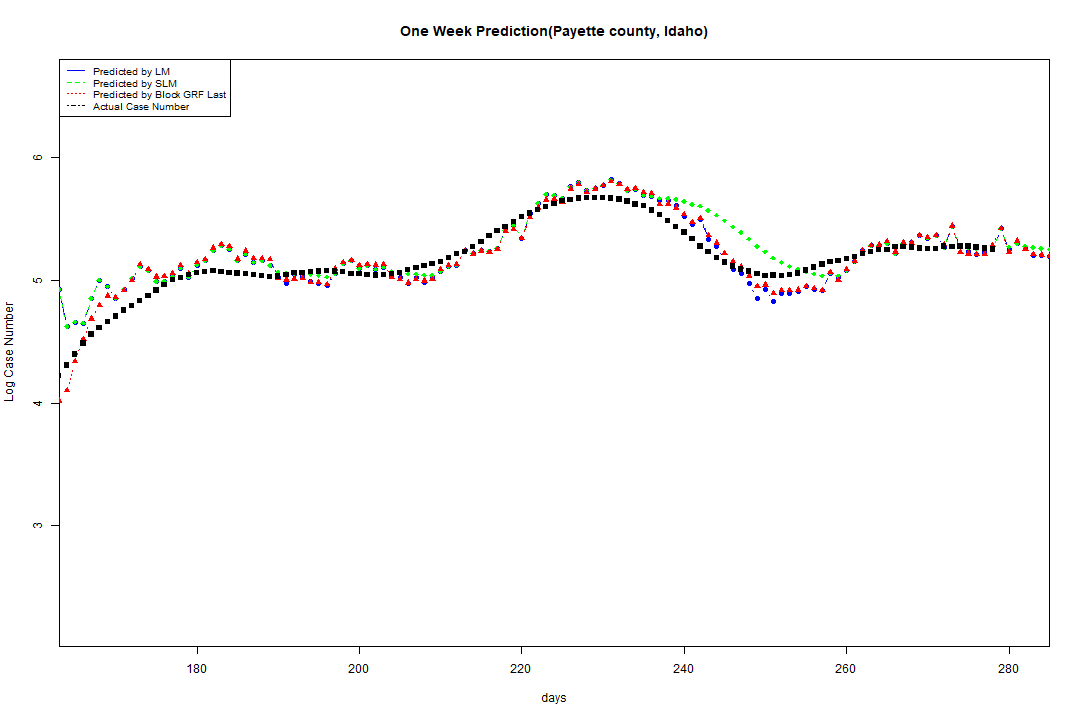 One Week Prediction(Payette county, Idaho)
Predicted by LM
Predicted by SLM
Predicted by Block GRF Last
Actual Case Number
6
5
4
3
Log Case Number
180 200 220 240 260 280
days